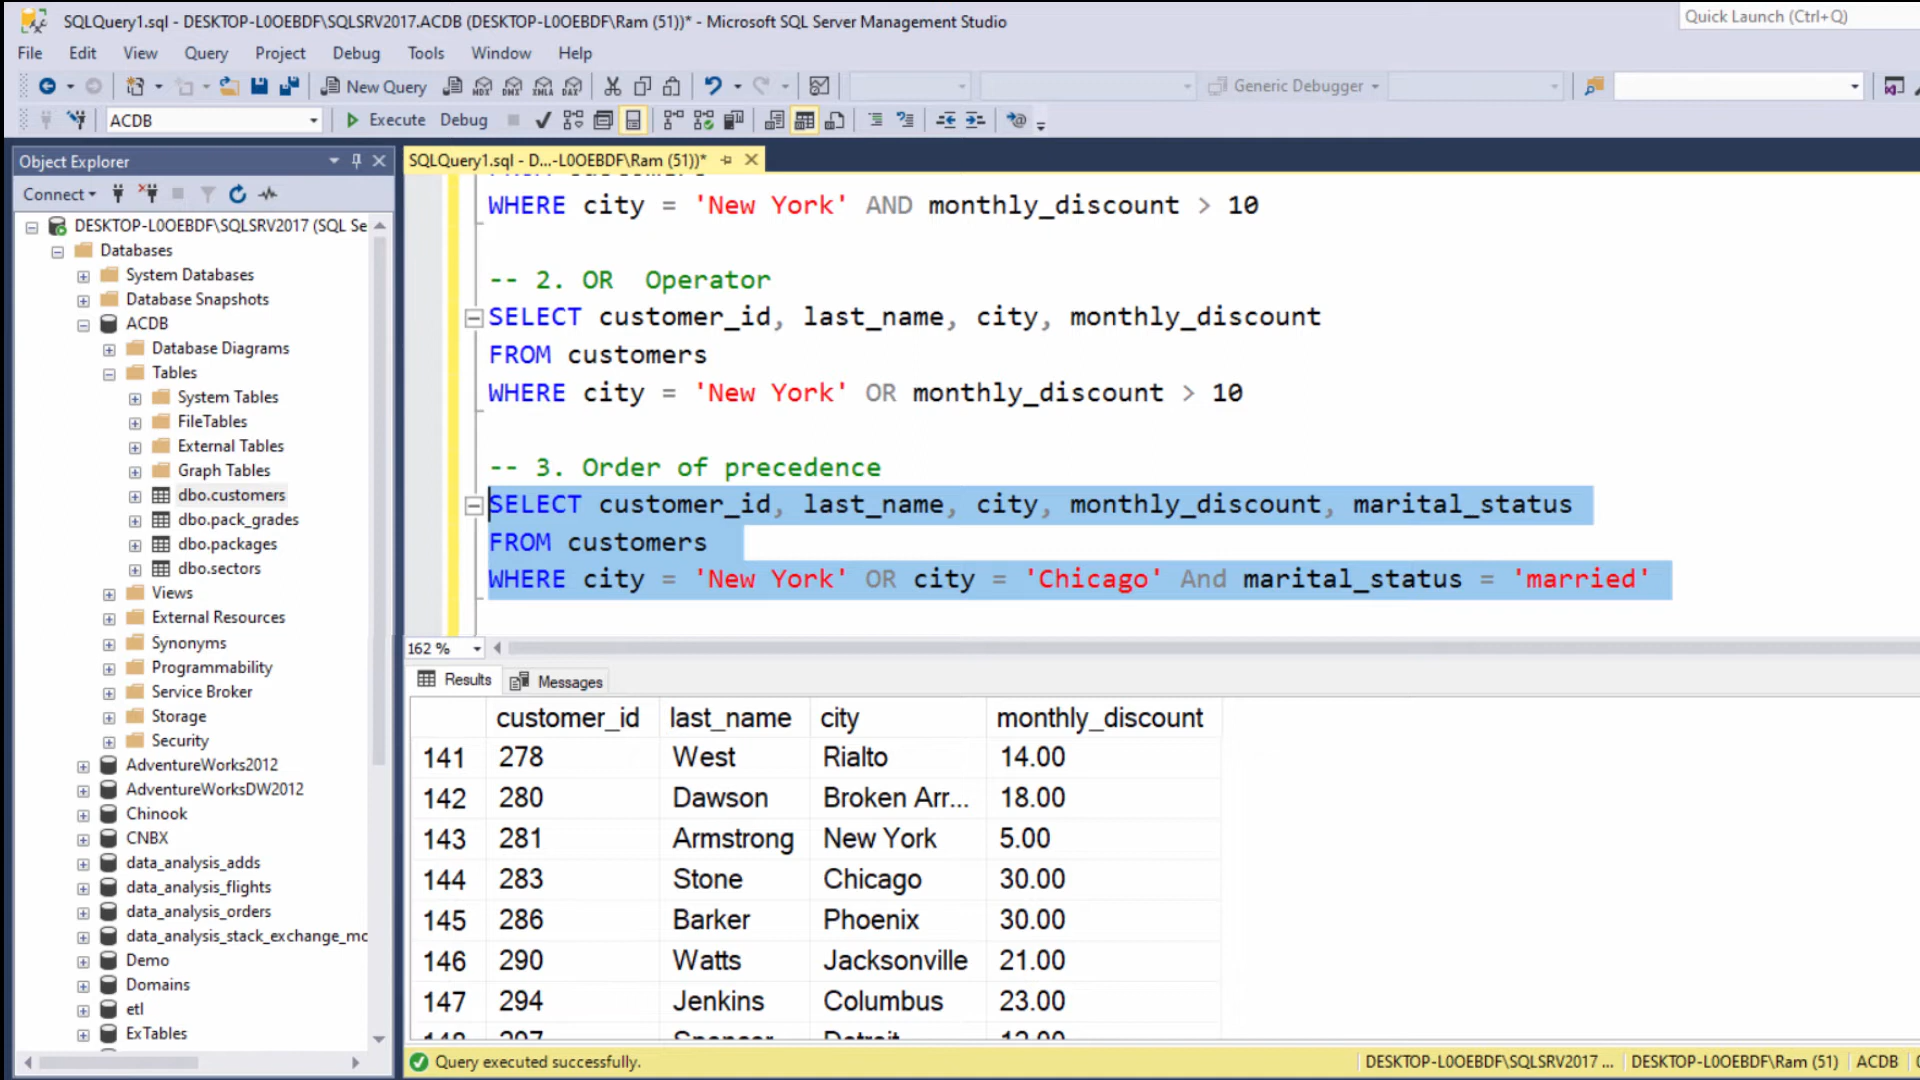 SQLQuery1.sql - DESKTOP-L0OEBDF\SQLSRV2017.ACDB (DESKTOP-L0OEBDF\Ram (51))* - Microsoft SQL Server Management Studio
Quick Launch (Ctrl+Q)
File Edit View Query Project Debug Tools Window Help
New Query
MDX DMX XMLA DAX
Generic Debugger
ACDB
Execute Debug
Object Explorer
SQLQuery1.sql - D...-L0OEBDF\Ram (51))*
Connect
DESKTOP-L0OEBDF\SQLSRV2017 (SQL Se
Databases
System Databases
Database Snapshots
ACDB
Database Diagrams
Tables
System Tables
FileTables
External Tables
Graph Tables
dbo.customers
dbo.pack_grades
dbo.packages
dbo.sectors
Views
External Resources
Synonyms
Programmability
Service Broker
Storage
Security
AdventureWorks2012
AdventureWorksDW2012
Chinook
CNBX
data_analysis_adds
data_analysis_flights
data_analysis_orders
data_analysis_stack_exchange_mc
Demo
Domains
etl
ExTables
WHERE city = 'New York' AND monthly_discount > 10
-- 2. OR  Operator
SELECT customer_id, last_name, city, monthly_discount
FROM customers
WHERE city = 'New York' OR monthly_discount > 10
-- 3. Order of precedence
SELECT customer_id, last_name, city, monthly_discount, marital_status
FROM customers
WHERE city = 'New York' OR city = 'Chicago' And marital_status = 'married'
162 %
Results Messages
customer_id last_name city monthly_discount
141 278 West Rialto 14.00
142 280 Dawson Broken Arr... 18.00
143 281 Armstrong New York 5.00
144 283 Stone Chicago 30.00
145 286 Barker Phoenix 30.00
146 290 Watts Jacksonville 21.00
147 294 Jenkins Columbus 23.00
Query executed successfully.
DESKTOP-L0OEBDF\SQLSRV2017 ... DESKTOP-L0OEBDF\Ram (51) ACDB